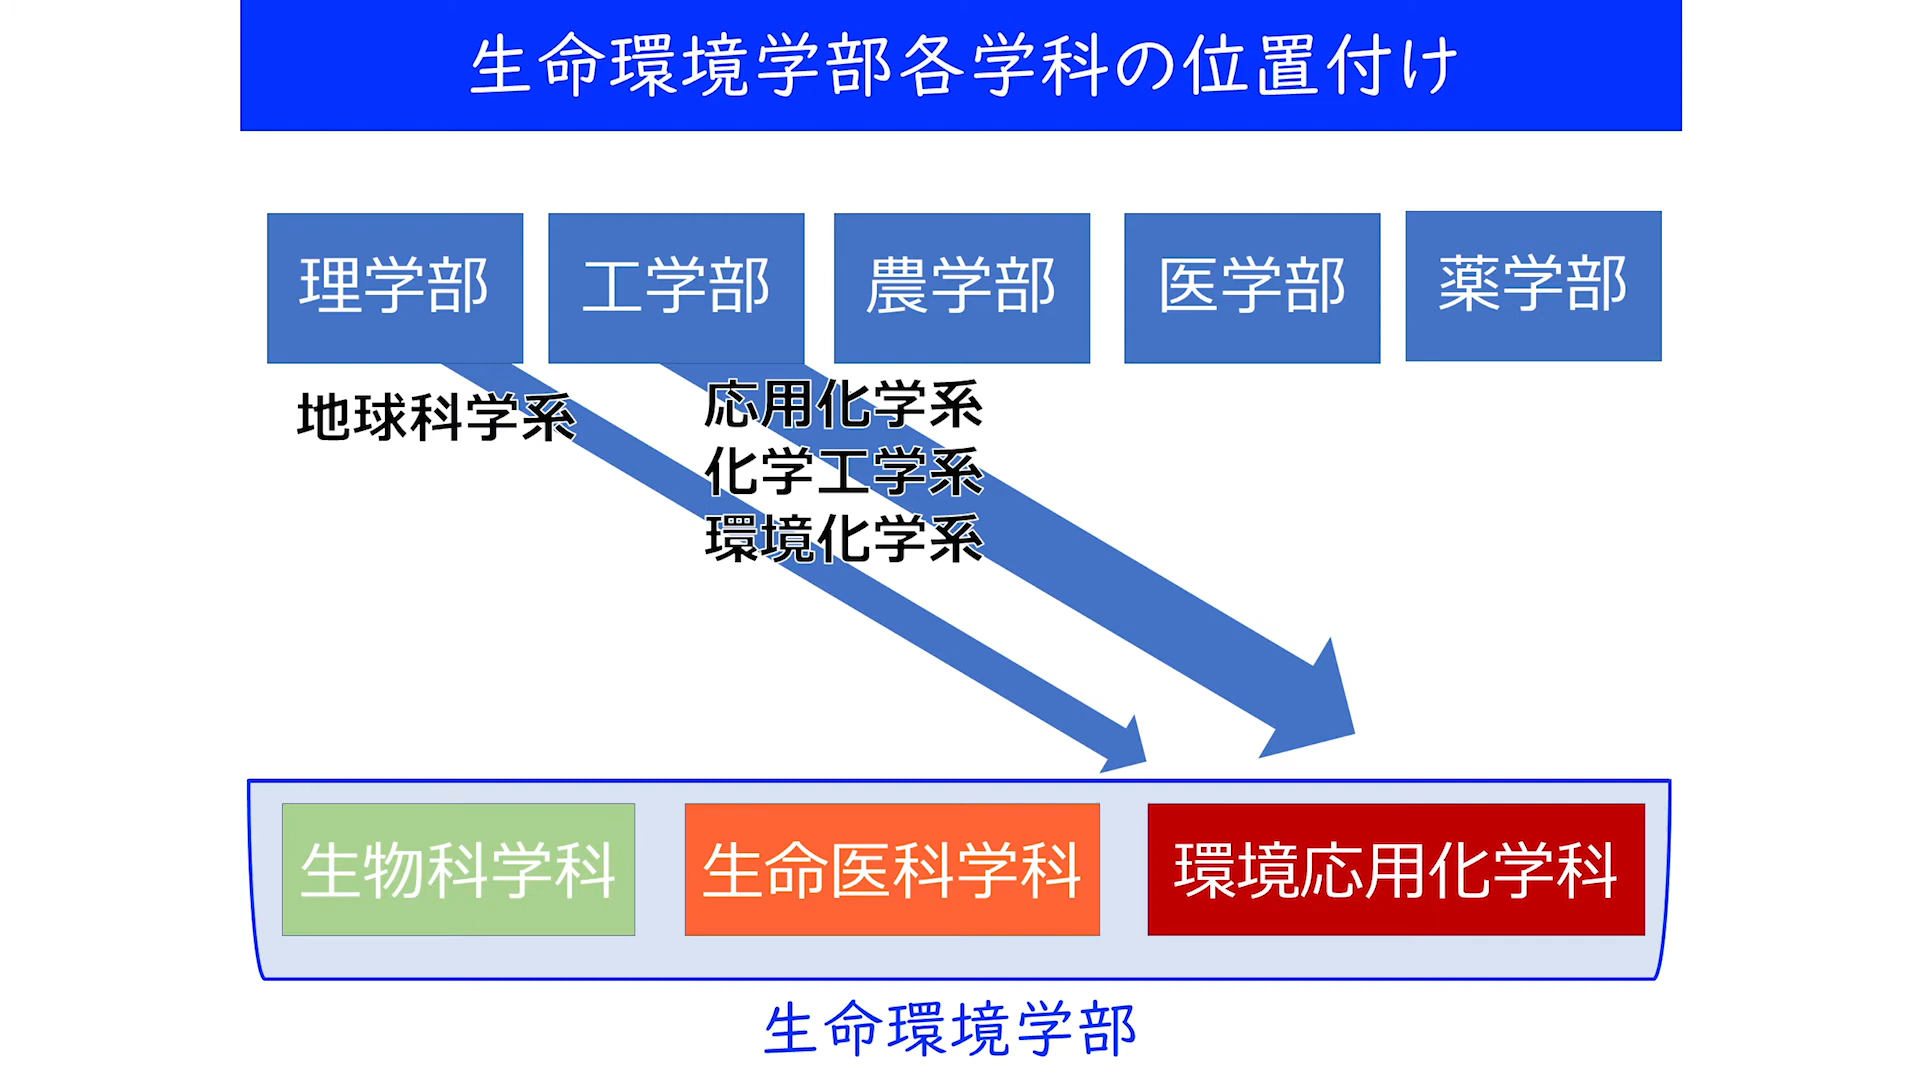 生命環境学部各学科の位置付け
理学部
工学部
農学部
医学部
薬学部
地球科学系
応用化学系
化学工学系
環境化学系
生物科学科
生命医科学科
環境応用化学科
生命環境学部